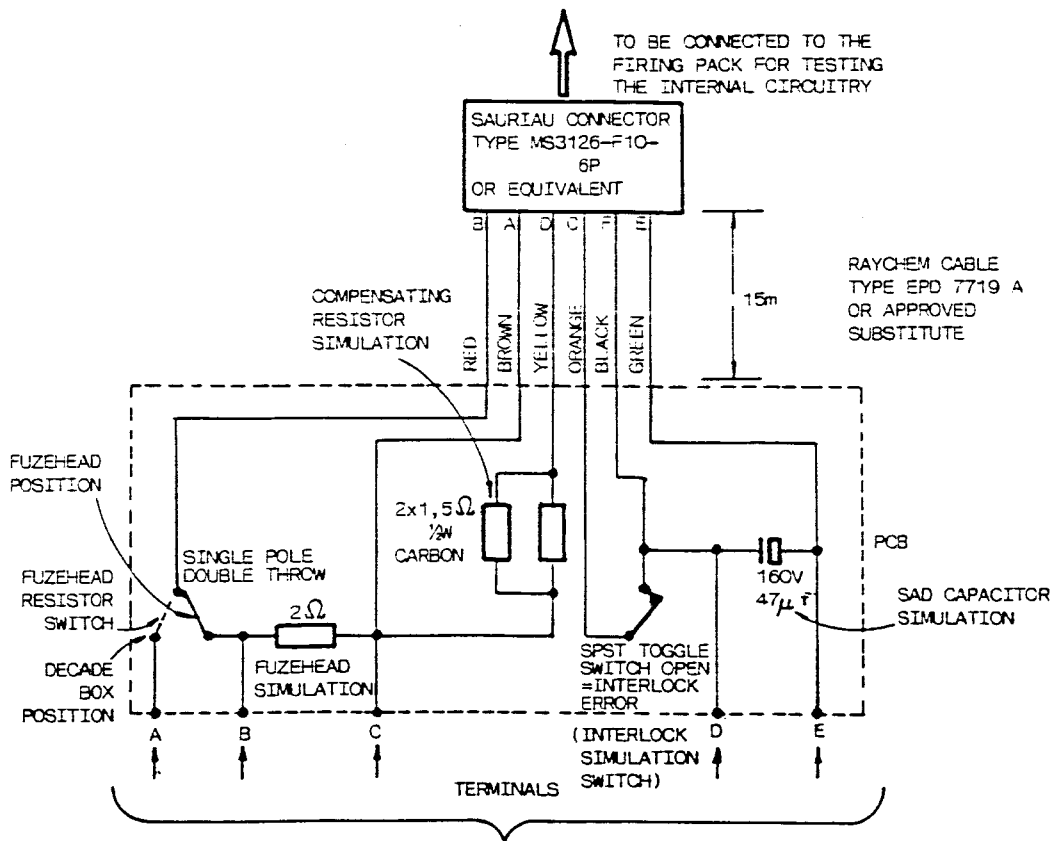 TO BE CONNECTED TO THE
FIRING PACK FOR TESTING
THE INTERNAL CIRCUITRY
SAURIAU CONNECTOR
TYPE MS3126-F10-
6P
OR EQUIVALENT
B A D C F E
RAYCHEM CABLE
TYPE EPD 7719 A
OR APPROVED
SUBSTITUTE
15m
COMPENSATING
RESISTOR
SIMULATION
RED
BROWN
YELLOW
ORANGE
BLACK
GREEN
FUZEHEAD
POSITION
2x1,5Ω
½W
CARBON
PCB
SINGLE POLE
DOUBLE THROW
FUZEHEAD
RESISTOR
SWITCH
160V
47μF
SAD CAPACITOR
SIMULATION
2Ω
FUZEHEAD
SIMULATION
SPST TOGGLE
SWITCH OPEN
=INTERLOCK
ERROR
DECADE
BOX
POSITION
A B C D E
(INTERLOCK
SIMULATION
SWITCH)
TERMINALS